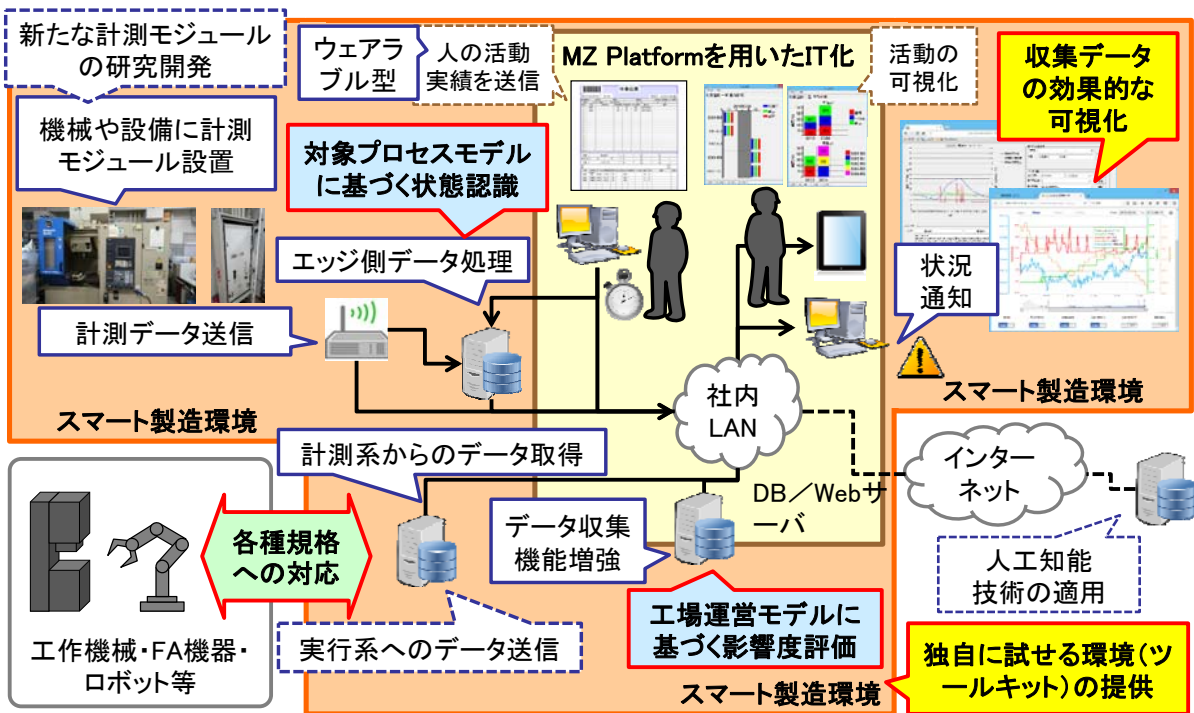 新たな計測モジュール
の研究開発
ウェアラ
ブル型
人の活動
実績を送信
MZ Platformを用いたIT化
活動の
可視化
収集データ
の効果的な
可視化
機械や設備に計測
モジュール設置
対象プロセスモデル
に基づく状態認識
エッジ側データ処理
状況
通知
計測データ送信
スマート製造環境
社内
LAN
スマート製造環境
計測系からのデータ取得
インター
ネット
DB／Webサ
ーバ
データ収集
機能増強
各種規格
への対応
人工知能
技術の適用
工場運営モデルに
基づく影響度評価
実行系へのデータ送信
工作機械・FA機器・
ロボット等
独自に試せる環境（ツ
ールキット）の提供
スマート製造環境